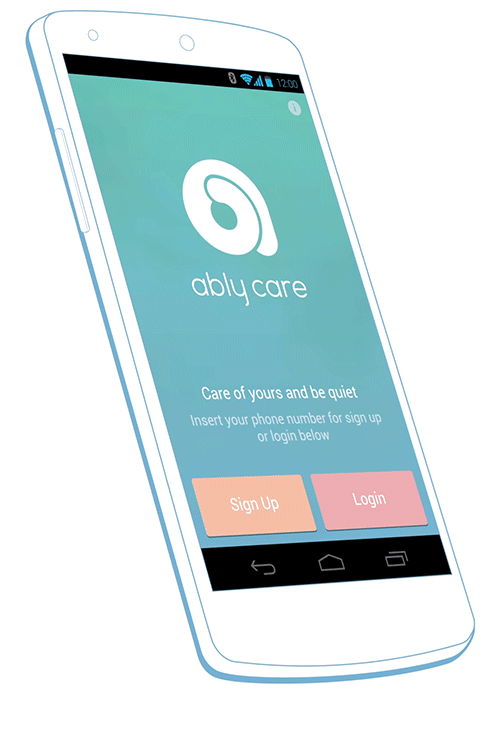 12:00
i
ably care
Care of yours and be quiet
Insert your phone number for sign up
or login below
Sign Up
Login